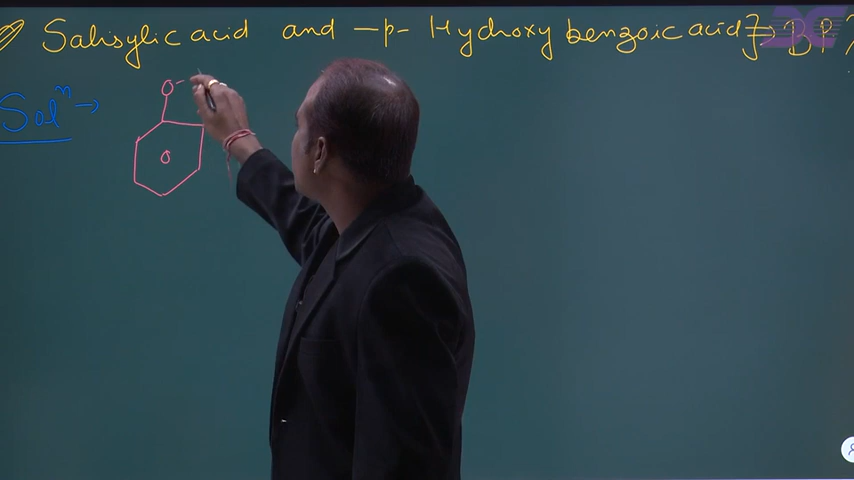 Salisylic acid and -p- Hydroxy benzoic acid} ⇒ B P ?
Solⁿ →
O-
O